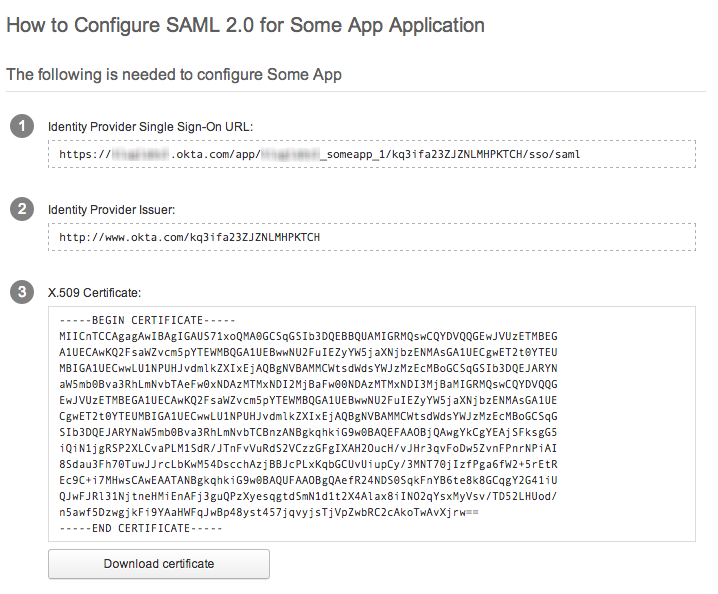 How to Configure SAML 2.0 for Some App Application
The following is needed to configure Some App
1 Identity Provider Single Sign-On URL:
https:// .okta.com/app/ _someapp_1/kq3ifa23ZJZNLMHPKTCH/sso/saml
2 Identity Provider Issuer:
http://www.okta.com/kq3ifa23ZJZNLMHPKTCH
3 X.509 Certificate:
-----BEGIN CERTIFICATE-----
MIICnTCCAgagAwIBAgIGAUS71xoQMA0GCSqGSIb3DQEBBQUAMIGRMQswCQYDVQQGEwJVUzETMBEG
A1UECAwKQ2FsaWZvcm5pYTEWMBQGA1UEBwwNU2FuIEZyYW5jaXNjbzENMAsGA1UECgwET2t0YTEU
MBIGA1UECwwLU1NPUHJvdmlkZXIxEjAQBgNVBAMMCWtsdWdsYWJzMzEcMBoGCSqGSIb3DQEJARYN
aW5mb0Bva3RhLmNvbTAeFw0xNDAzMTMxNDI2MjBaFw00NDAzMTMxNDI3MjBaMIGRMQswCQYDVQQG
EwJVUzETMBEGA1UECAwKQ2FsaWZvcm5pYTEWMBQGA1UEBwwNU2FuIEZyYW5jaXNjbzENMAsGA1UE
CgwET2t0YTEUMBIGA1UECwwLU1NPUHJvdmlkZXIxEjAQBgNVBAMMCWtsdWdsYWJzMzEcMBoGCSqG
SIb3DQEJARYNaW5mb0Bva3RhLmNvbTCBnzANBgkqhkiG9w0BAQEFAAOBjQAwgYkCgYEAjSFksgG5
iQiN1jgRSP2XLCvaPLM1SdR/JTnFvVuRdS2VCzzGFgIXAH2OucH/vJHr3qvFoDw5ZvnFPnrNPiAI
8Sdau3Fh70TuwJJrcLbKwM54DscchAzjBBJcPLxKqbGCUvUiupCy/3MNT70jIzfPga6fW2+5rEtR
Ec9C+i7MHwsCAwEAATANBgkqhkiG9w0BAQUFAAOBgQAefR24NDS0SqkFnYB6te8k8GCqgY2G41iU
QJwFJRl31NjtneHMiEnAFj3guQPzXyesqgtdSmN1d1t2X4Alax8iINO2qYsxMyVsv/TD52LHUod/
n5awf5DzwgjkFi9YAaHWFqJwBp48yst457jqvyjsTjVpZwbRC2cAkoTwAvXjrw==
-----END CERTIFICATE-----
Download certificate